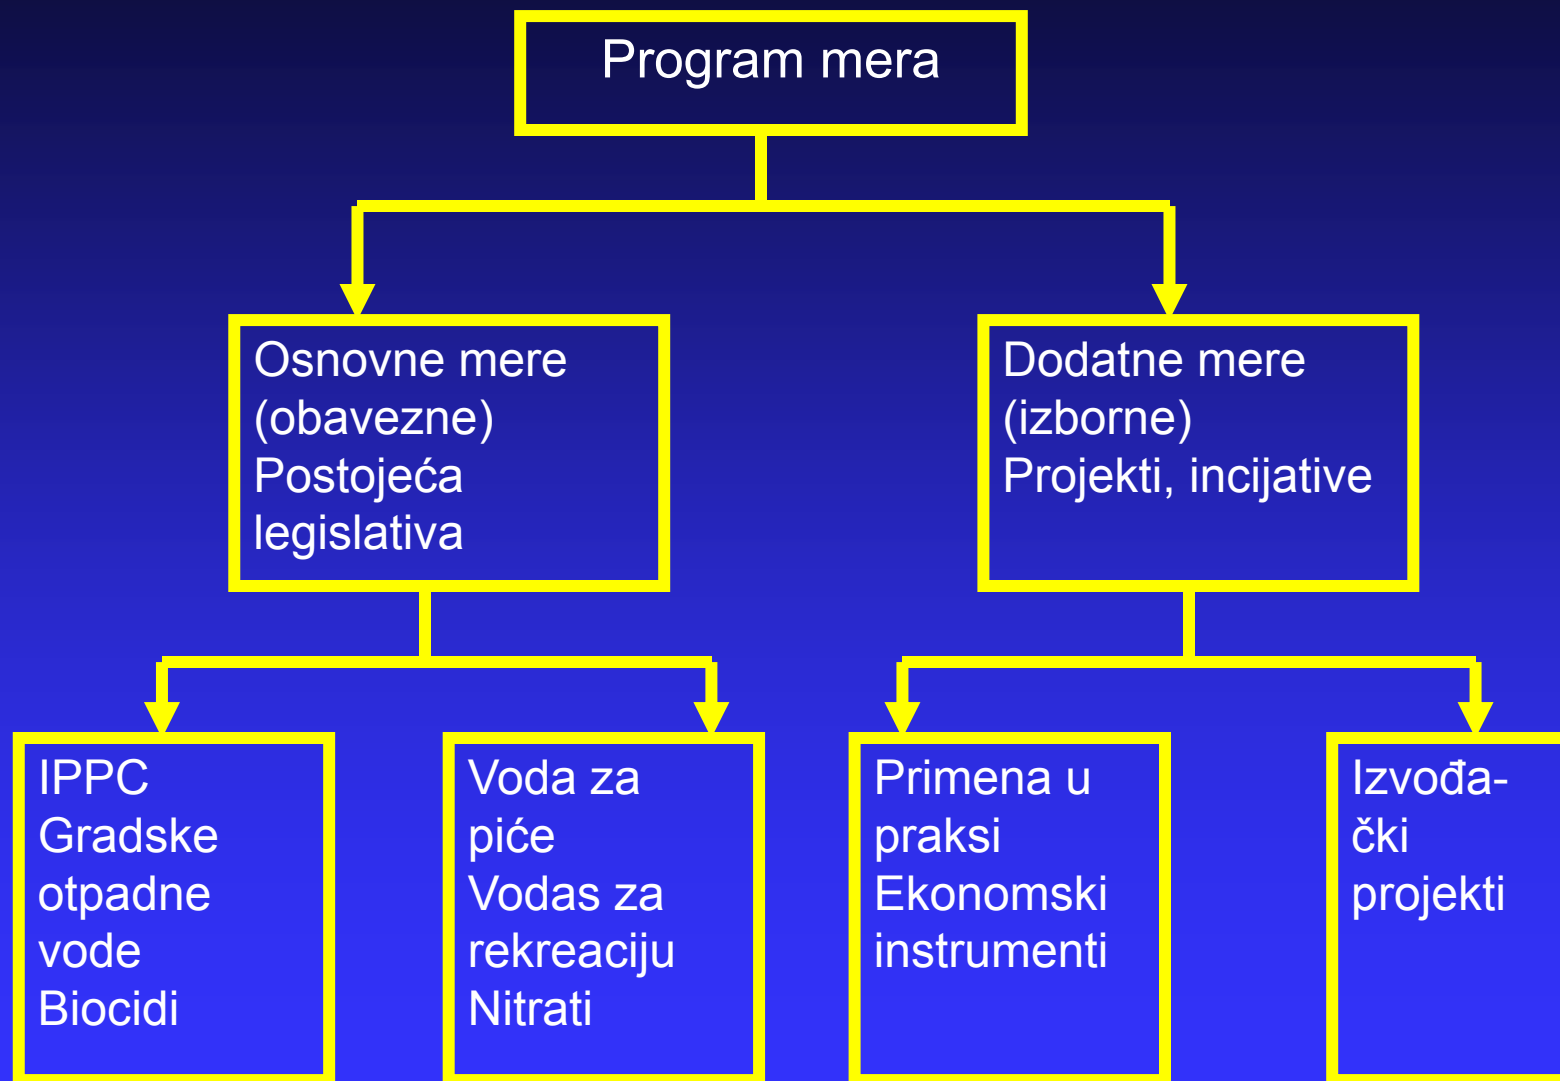 Program mera
Osnovne mere
(obavezne)
Postojeća
legislativa
Dodatne mere
(izborne)
Projekti, incijative
IPPC
Gradske
otpadne
vode
Biocidi
Voda za
piće
Vodas za
rekreaciju
Nitrati
Primena u
praksi
Ekonomski
instrumenti
Izvođa-
čki
projekti